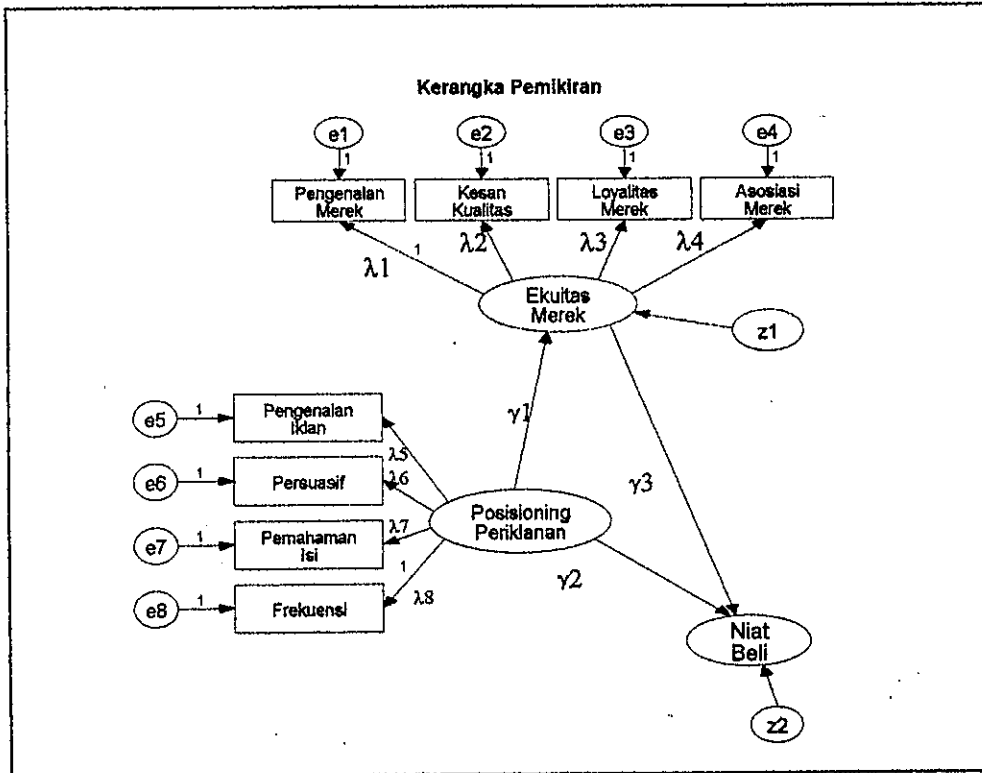 Kerangka Pemikiran
e1 e2 e3 e4
1 1 1 1
Pengenalan Merek
Kesan Kualitas
Loyalitas Merek
Asosiasi Merek
λ1 1 λ2 λ3 λ4
Ekuitas
Merek
z1
γ1
e5 1 Pengenalan Iklan
λ5
e6 1 Persuasif
λ6
e7 1 Pemahaman Isi
λ7
e8 1 Frekuensi
1
λ8
Posisioning
Periklanan
γ3
γ2
Niat
Beli
z2